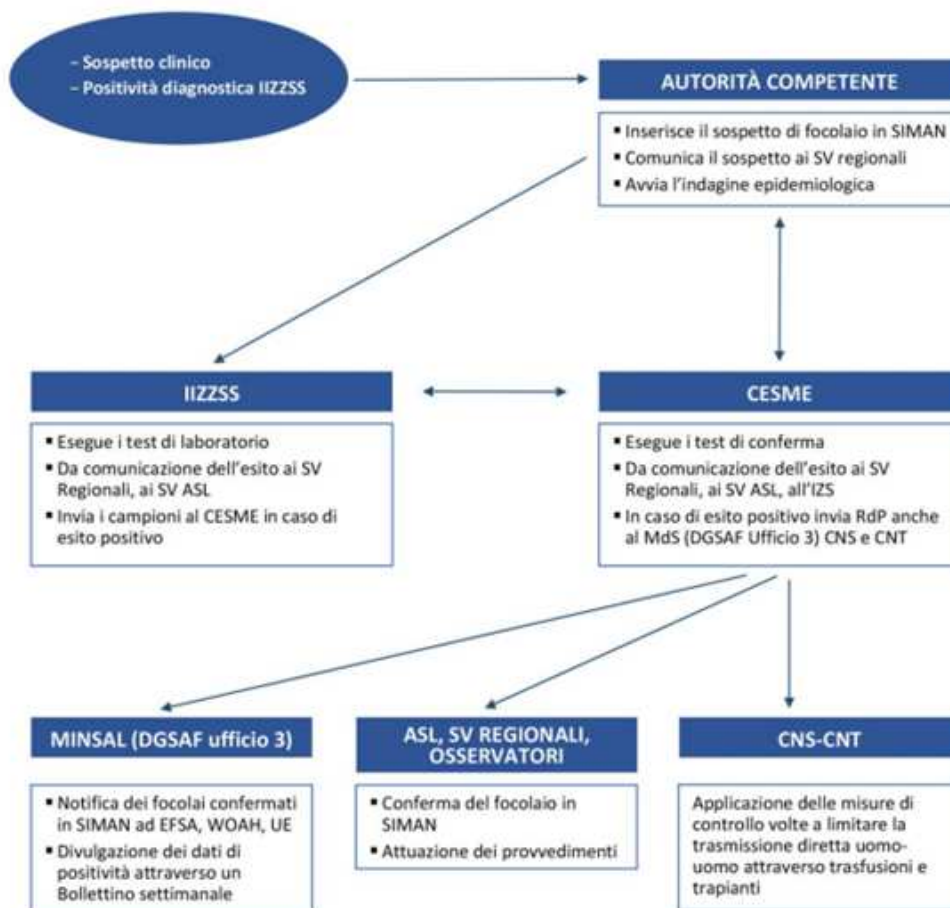 – Sospetto clinico
– Positività diagnostica IIZZSS
AUTORITÀ COMPETENTE
▪ Inserisce il sospetto di focolaio in SIMAN
▪ Comunica il sospetto ai SV regionali
▪ Avvia l'indagine epidemiologica
IIZZSS
▪ Esegue i test di laboratorio
▪ Da comunicazione dell'esito ai SV
Regionali, ai SV ASL
▪ Invia i campioni al CESME in caso di
esito positivo
CESME
▪ Esegue i test di conferma
▪ Da comunicazione dell'esito ai SV
Regionali, ai SV ASL, all'IZS
▪ In caso di esito positivo invia RdP anche
al MdS (DGSAF Ufficio 3) CNS e CNT
MINSAL (DGSAF ufficio 3)
▪ Notifica dei focolai confermati
in SIMAN ad EFSA, WOAH, UE
▪ Divulgazione dei dati di
positività attraverso un
Bollettino settimanale
ASL, SV REGIONALI,
OSSERVATORI
▪ Conferma del focolaio in
SIMAN
▪ Attuazione dei provvedimenti
CNS-CNT
Applicazione delle misure di
controllo volte a limitare la
trasmissione diretta uomo-
uomo attraverso trasfusioni e
trapianti